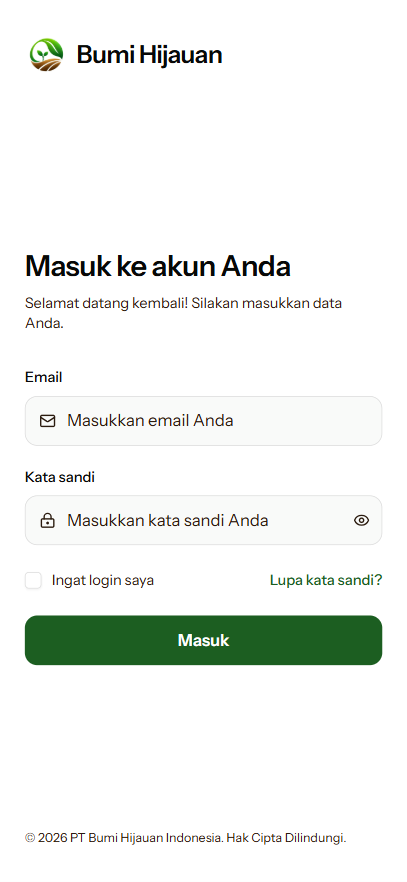 Bumi Hijauan
Masuk ke akun Anda
Selamat datang kembali! Silakan masukkan data
Anda.
Email
Masukkan email Anda
Kata sandi
Masukkan kata sandi Anda
Ingat login saya
Lupa kata sandi?
Masuk
© 2026 PT Bumi Hijauan Indonesia. Hak Cipta Dilindungi.